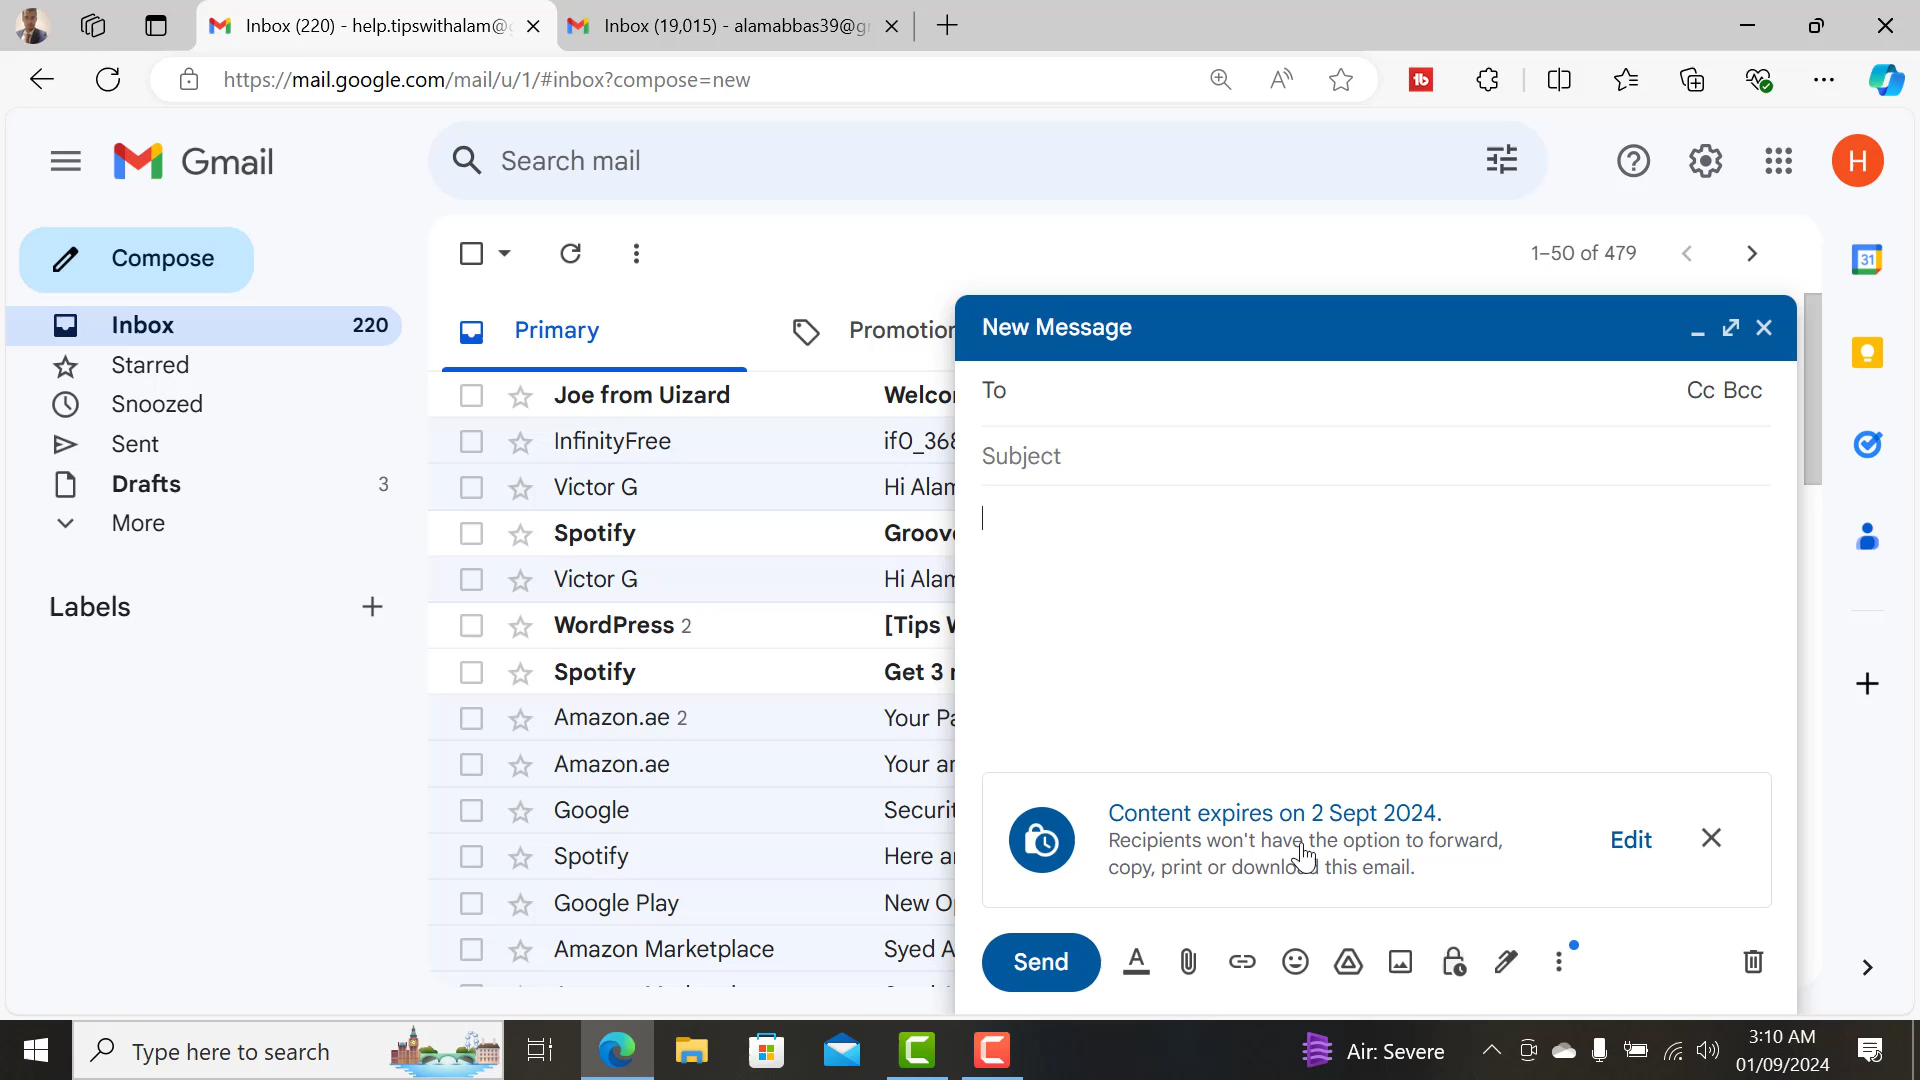 Inbox (220) - help.tipswithalam@
Inbox (19,015) - alamabbas39@g
https://mail.google.com/mail/u/1/#inbox?compose=new
Gmail
Search mail
H
Compose
1–50 of 479
31
Inbox 220
Starred
Snoozed
Sent
Drafts 3
More
Labels
Primary
Promotion
Joe from Uizard Welco
InfinityFree if0_368
Victor G Hi Alam
Spotify Groov
Victor G Hi Alam
WordPress 2 [Tips W
Spotify Get 3
Amazon.ae 2 Your Pa
Amazon.ae Your
Google Securit
Spotify Here a
Google Play New O
Amazon Marketplace Syed A
New Message
To Cc Bcc
Subject
Content expires on 2 Sept 2024.
Recipients won't have the option to forward,
copy, print or download this email.
Edit
Send
Type here to search
Air: Severe
3:10 AM
01/09/2024